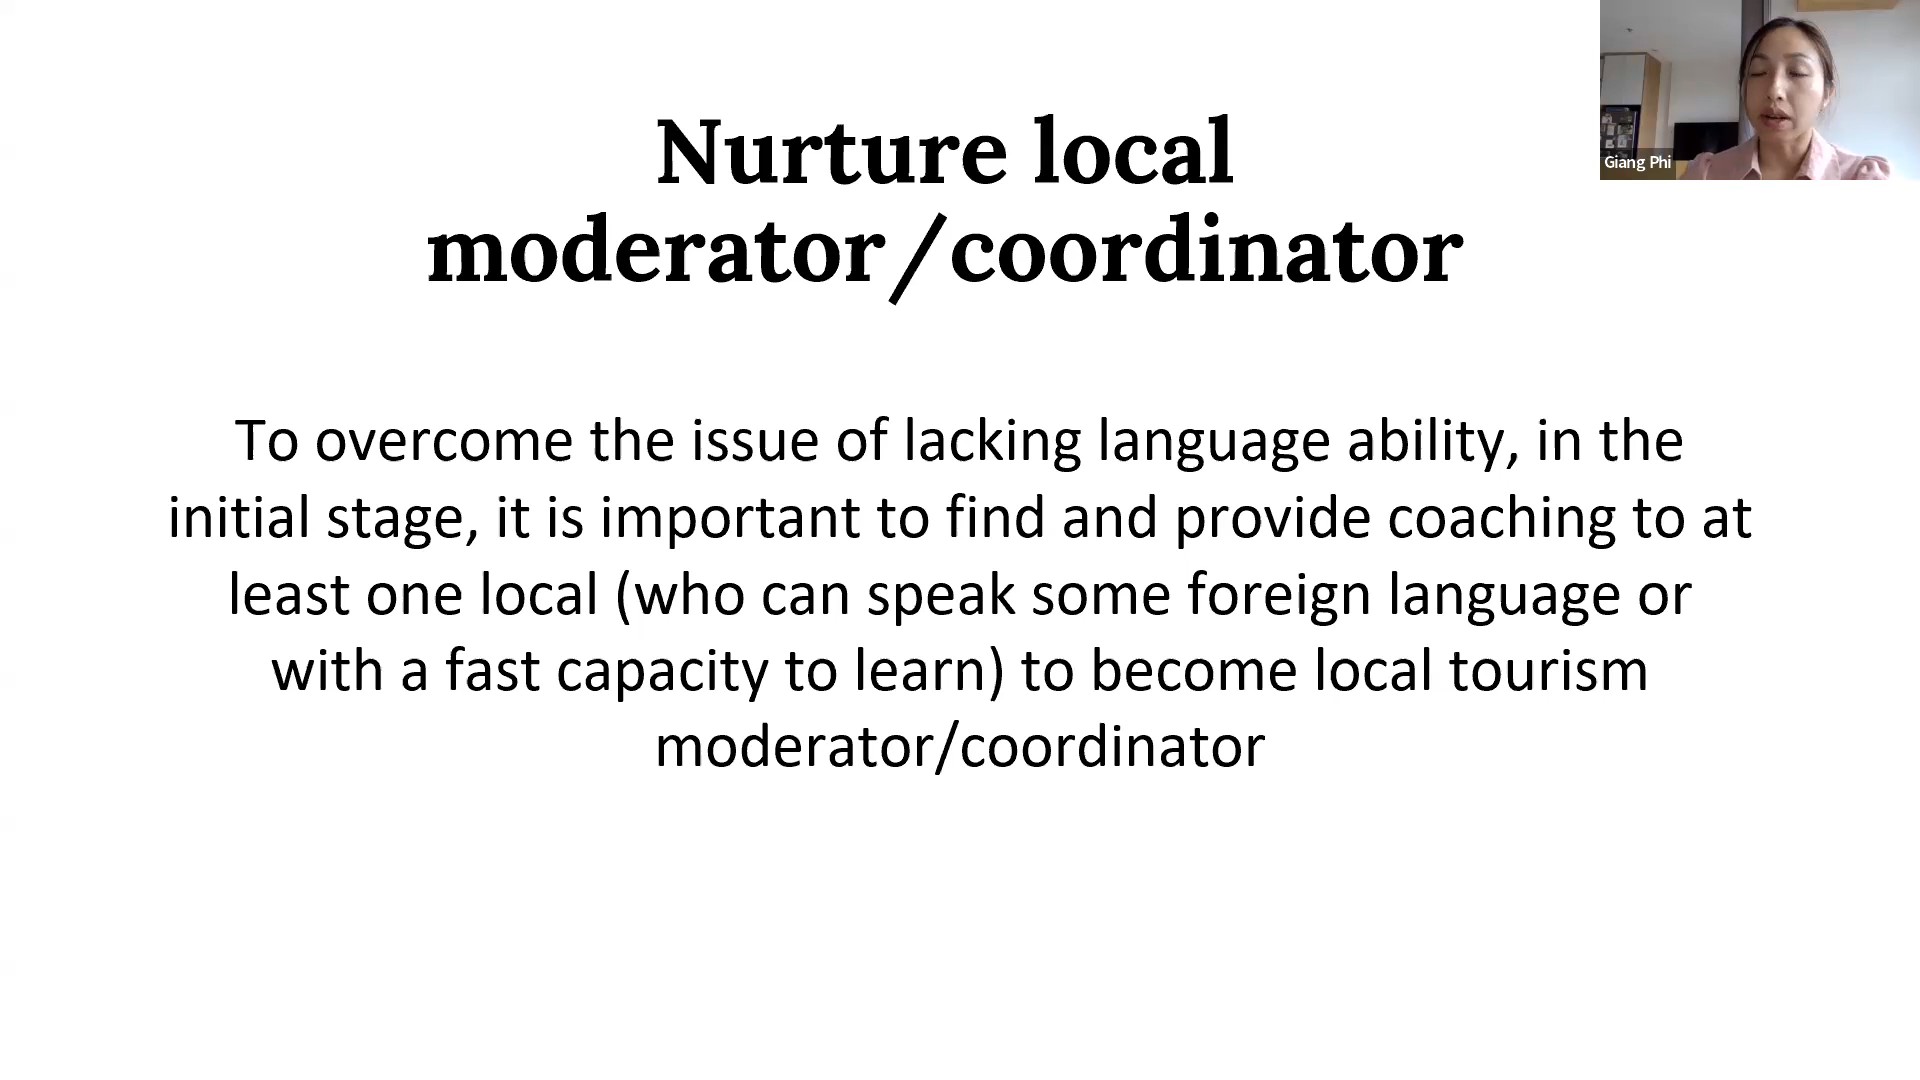 Nurture local
moderator/coordinator
Giang Phi
To overcome the issue of lacking language ability, in the
initial stage, it is important to find and provide coaching to at
least one local (who can speak some foreign language or
with a fast capacity to learn) to become local tourism
moderator/coordinator